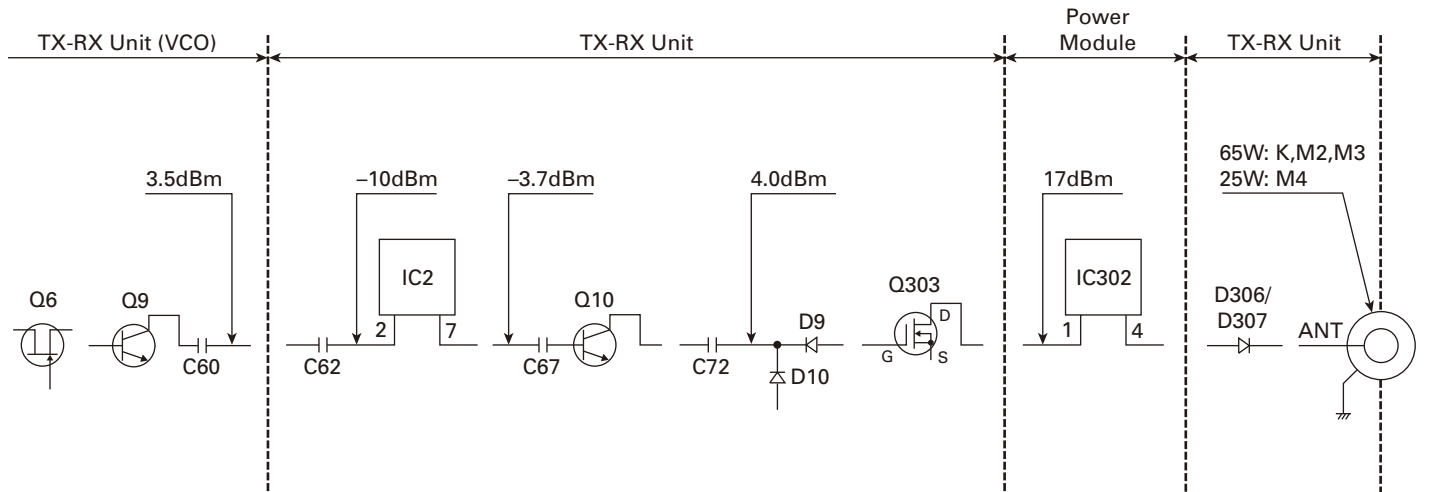 TX-RX Unit (VCO)
TX-RX Unit
Power
Module
TX-RX Unit
3.5dBm
–10dBm
–3.7dBm
4.0dBm
17dBm
65W: K,M2,M3
25W: M4
Q6
Q9
C60
C62
IC2
2
7
C67
Q10
C72
D9
D10
Q303
D
G
S
IC302
1
4
D306/
D307
ANT